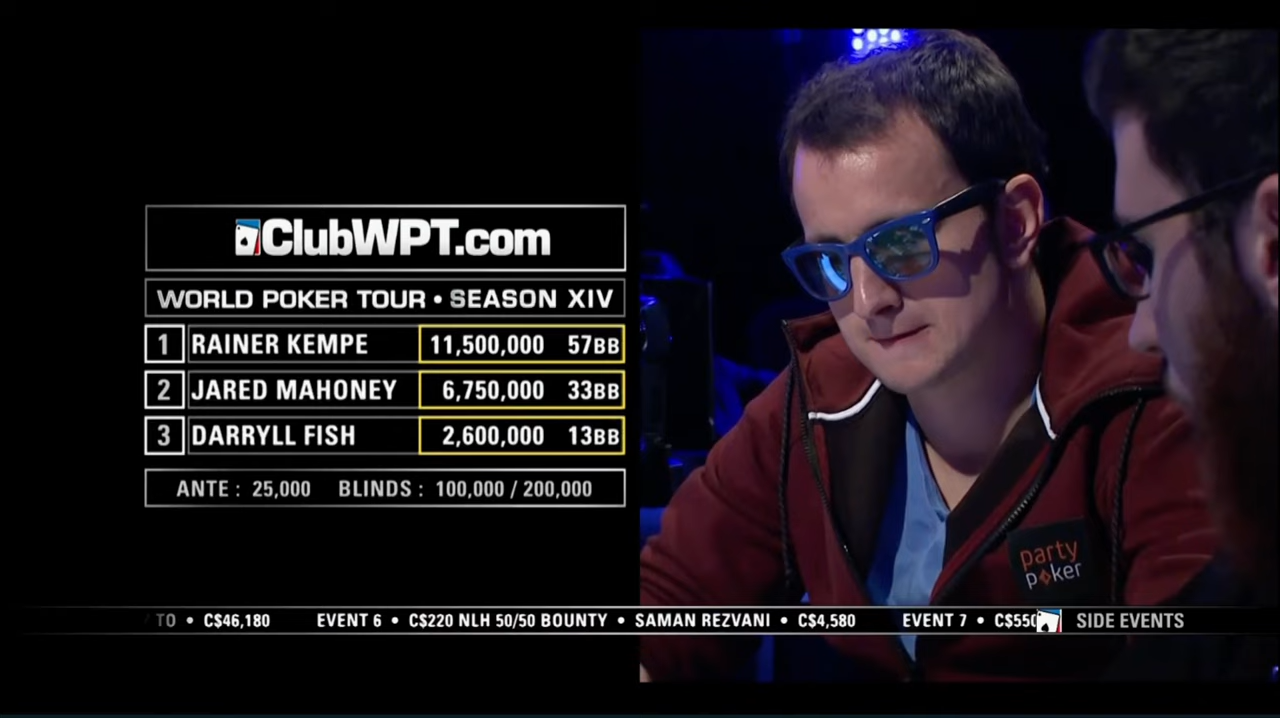 ClubWPT.com
WORLD POKER TOUR • SEASON XIV
1 RAINER KEMPE 11,500,000 57BB
2 JARED MAHONEY 6,750,000 33BB
3 DARRYLL FISH 2,600,000 13BB
ANTE : 25,000 BLINDS : 100,000 / 200,000
party
poker
TO • C$46,180 EVENT 6 • C$220 NLH 50/50 BOUNTY • SAMAN REZVANI • C$4,580 EVENT 7 • C$550 SIDE EVENTS